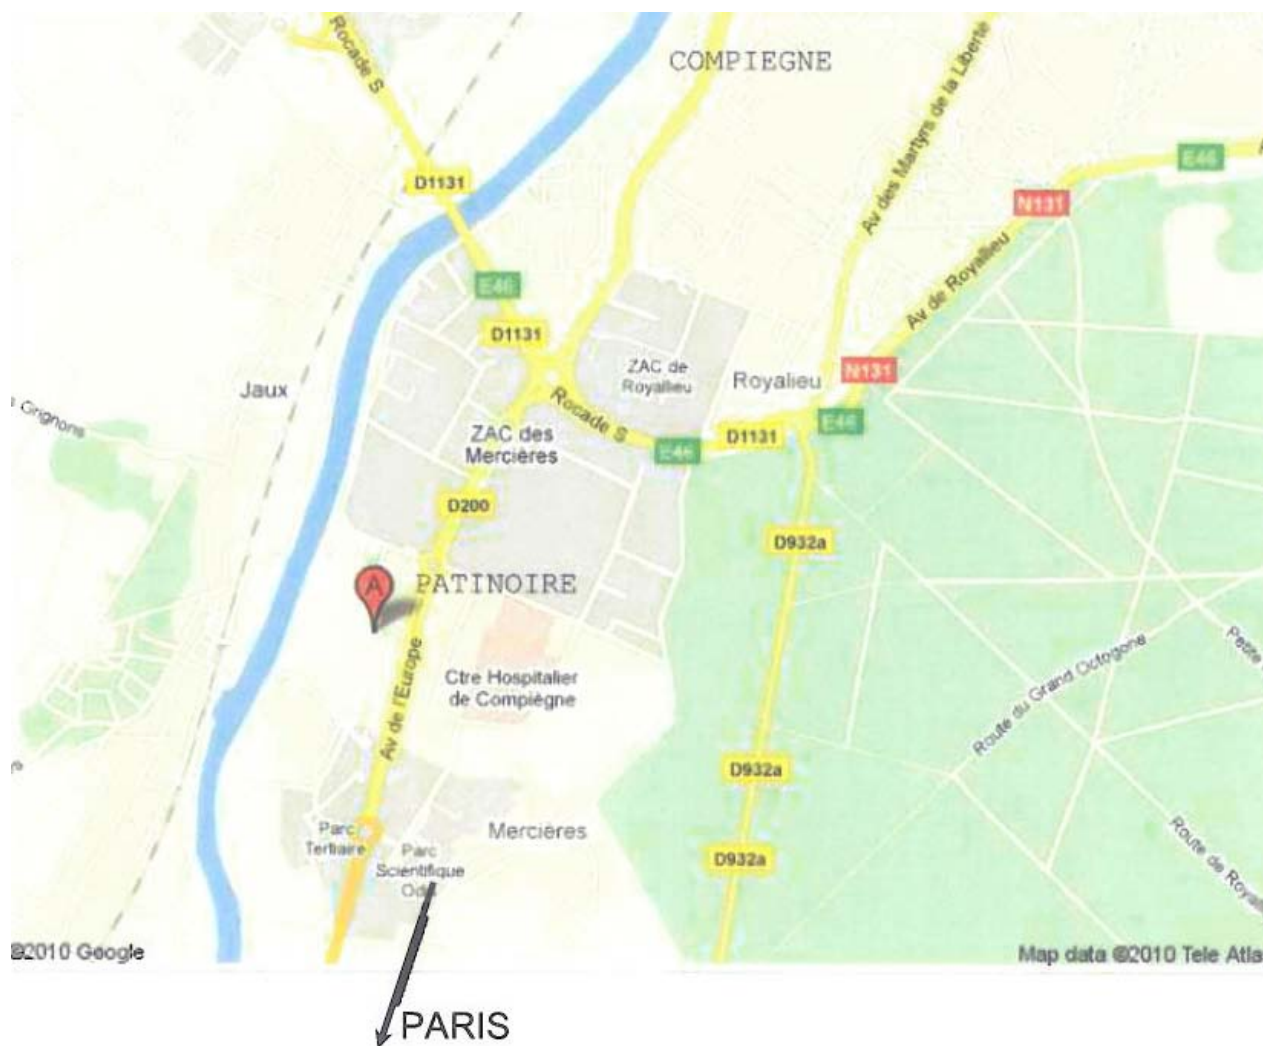 Rocade S
COMPIEGNE
Av des Martyrs de la Liberté
E46
D1131
N131
Av de Royallieu
E46
D1131
ZAC de
Royallieu
Royalieu
N131
Jaux
Grignons
Rocade S
E46
D1131
E46
ZAC des
Mercières
D200
D932a
A
PATINOIRE
Av de l'Europe
Ctre Hospitalier
de Compiègne
Route du Grand Octogone
Petite
D932a
Parc
Tertiaire
Mercières
Parc
Scientifique
D932a
Route de
©2010 Google
Map data ©2010 Tele Atla
PARIS